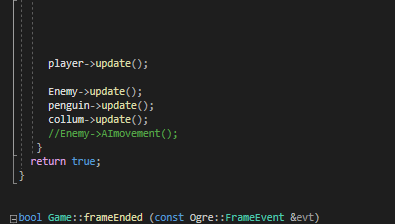 player->update();
Enemy->update();
penguin->update();
collum->update();
//Enemy->AImovement();
}
return true;
}
bool Game::frameEnded (const Ogre::FrameEvent &evt)